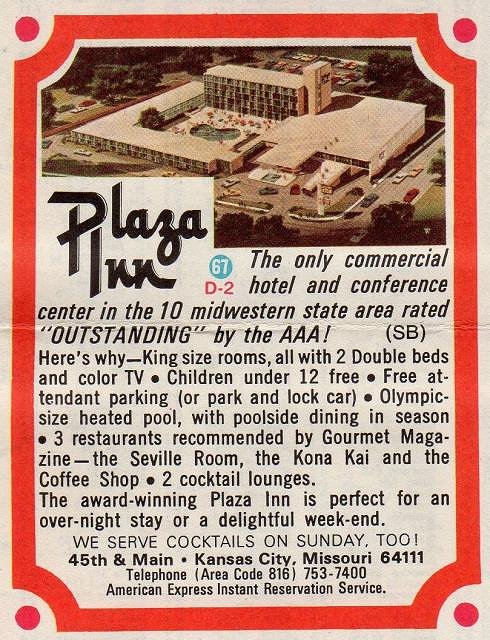 Plaza
Inn
67
D-2
The only commercial
hotel and conference
center in the 10 midwestern state area rated
"OUTSTANDING" by the AAA! (SB)
Here's why—King size rooms, all with 2 Double beds
and color TV • Children under 12 free • Free at-
tendant parking (or park and lock car) • Olympic-
size heated pool, with poolside dining in season
• 3 restaurants recommended by Gourmet Maga-
zine—the Seville Room, the Kona Kai and the
Coffee Shop • 2 cocktail lounges.
The award-winning Plaza Inn is perfect for an
over-night stay or a delightful week-end.
WE SERVE COCKTAILS ON SUNDAY, TOO!
45th & Main • Kansas City, Missouri 64111
Telephone (Area Code 816) 753-7400
American Express Instant Reservation Service.